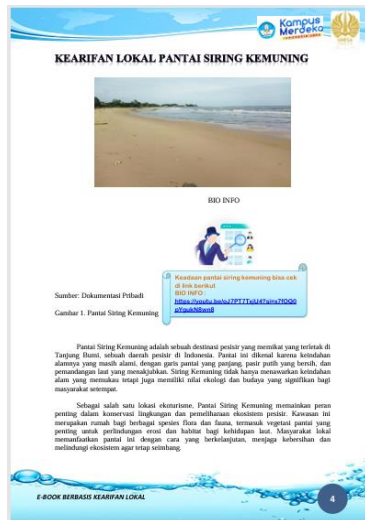 Kampus
Merdeka
INDONESIA JAYA
KEARIFAN LOKAL PANTAI SIRING KEMUNING
BIO INFO
Keadaan pantai siring kemuning bisa cek
di link berikut
BIO INFO :
Sumber: Dokumentasi Pribadi
Gambar 1. Pantai Siring Kemuning
Pantai Siring Kemuning adalah sebuah destinasi pesisir yang memikat yang terletak di
Tanjung Bumi, sebuah daerah pesisir di Indonesia. Pantai ini dikenal karena keindahan
alamnya yang masih alami, dengan garis pantai yang panjang, pasir putih yang bersih, dan
pemandangan laut yang menakjubkan. Siring Kemuning tidak hanya menawarkan keindahan
alam yang memukau tetapi juga memiliki nilai ekologi dan budaya yang signifikan bagi
masyarakat setempat.
Sebagai salah satu lokasi ekoturisme, Pantai Siring Kemuning memainkan peran
penting dalam konservasi lingkungan dan pemeliharaan ekosistem pesisir. Kawasan ini
merupakan rumah bagi berbagai spesies flora dan fauna, termasuk vegetasi pantai yang
penting untuk perlindungan erosi dan habitat bagi kehidupan laut. Masyarakat lokal
memanfaatkan pantai ini dengan cara yang berkelanjutan, menjaga kebersihan dan
melindungi ekosistem agar tetap seimbang.
E-BOOK BERBASIS KEARIFAN LOKAL
4